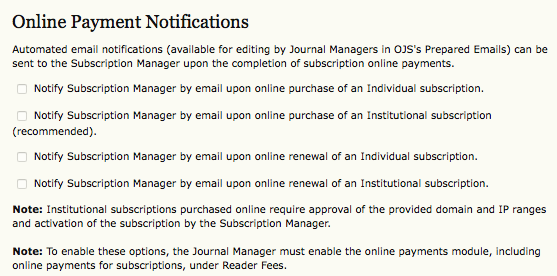 Online Payment Notifications
Automated email notifications (available for editing by Journal Managers in OJS's Prepared Emails) can be
sent to the Subscription Manager upon the completion of subscription online payments.
Notify Subscription Manager by email upon online purchase of an Individual subscription.
Notify Subscription Manager by email upon online purchase of an Institutional subscription
(recommended).
Notify Subscription Manager by email upon online renewal of an Individual subscription.
Notify Subscription Manager by email upon online renewal of an Institutional subscription.
Note: Institutional subscriptions purchased online require approval of the provided domain and IP ranges
and activation of the subscription by the Subscription Manager.
Note: To enable these options, the Journal Manager must enable the online payments module, including
online payments for subscriptions, under Reader Fees.